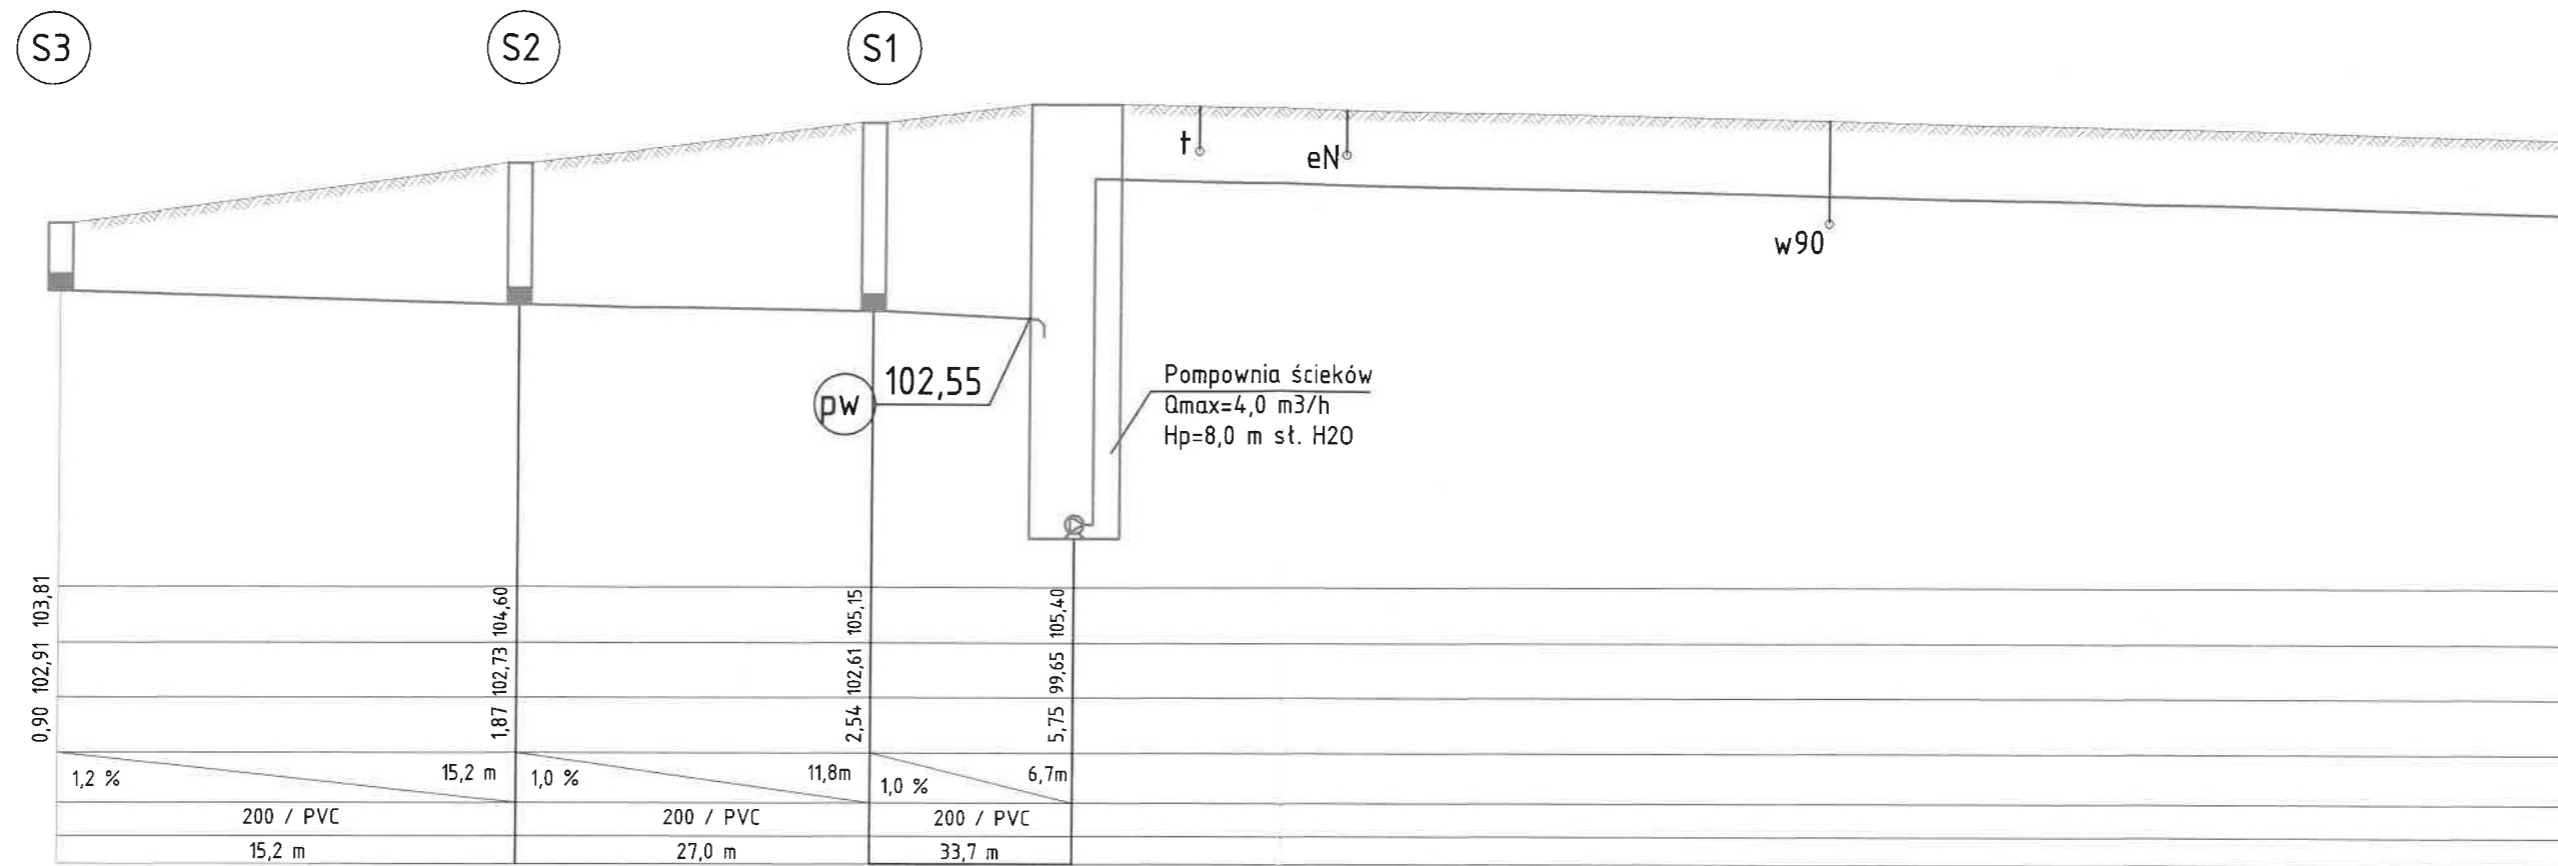 S3
S2
S1
t
eN
w90
pw
102,55
Pompownia ścieków
Qmax=4,0 m3/h
Hp=8,0 m sł. H2O
0,90 102,91 103,81
1,87 102,73 104,60
2,54 102,61 105,15
5,75 99,65 105,40
1,2 %
15,2 m
1,0 %
11,8m
1,0 %
6,7m
200 / PVC
200 / PVC
200 / PVC
15,2 m
27,0 m
33,7 m